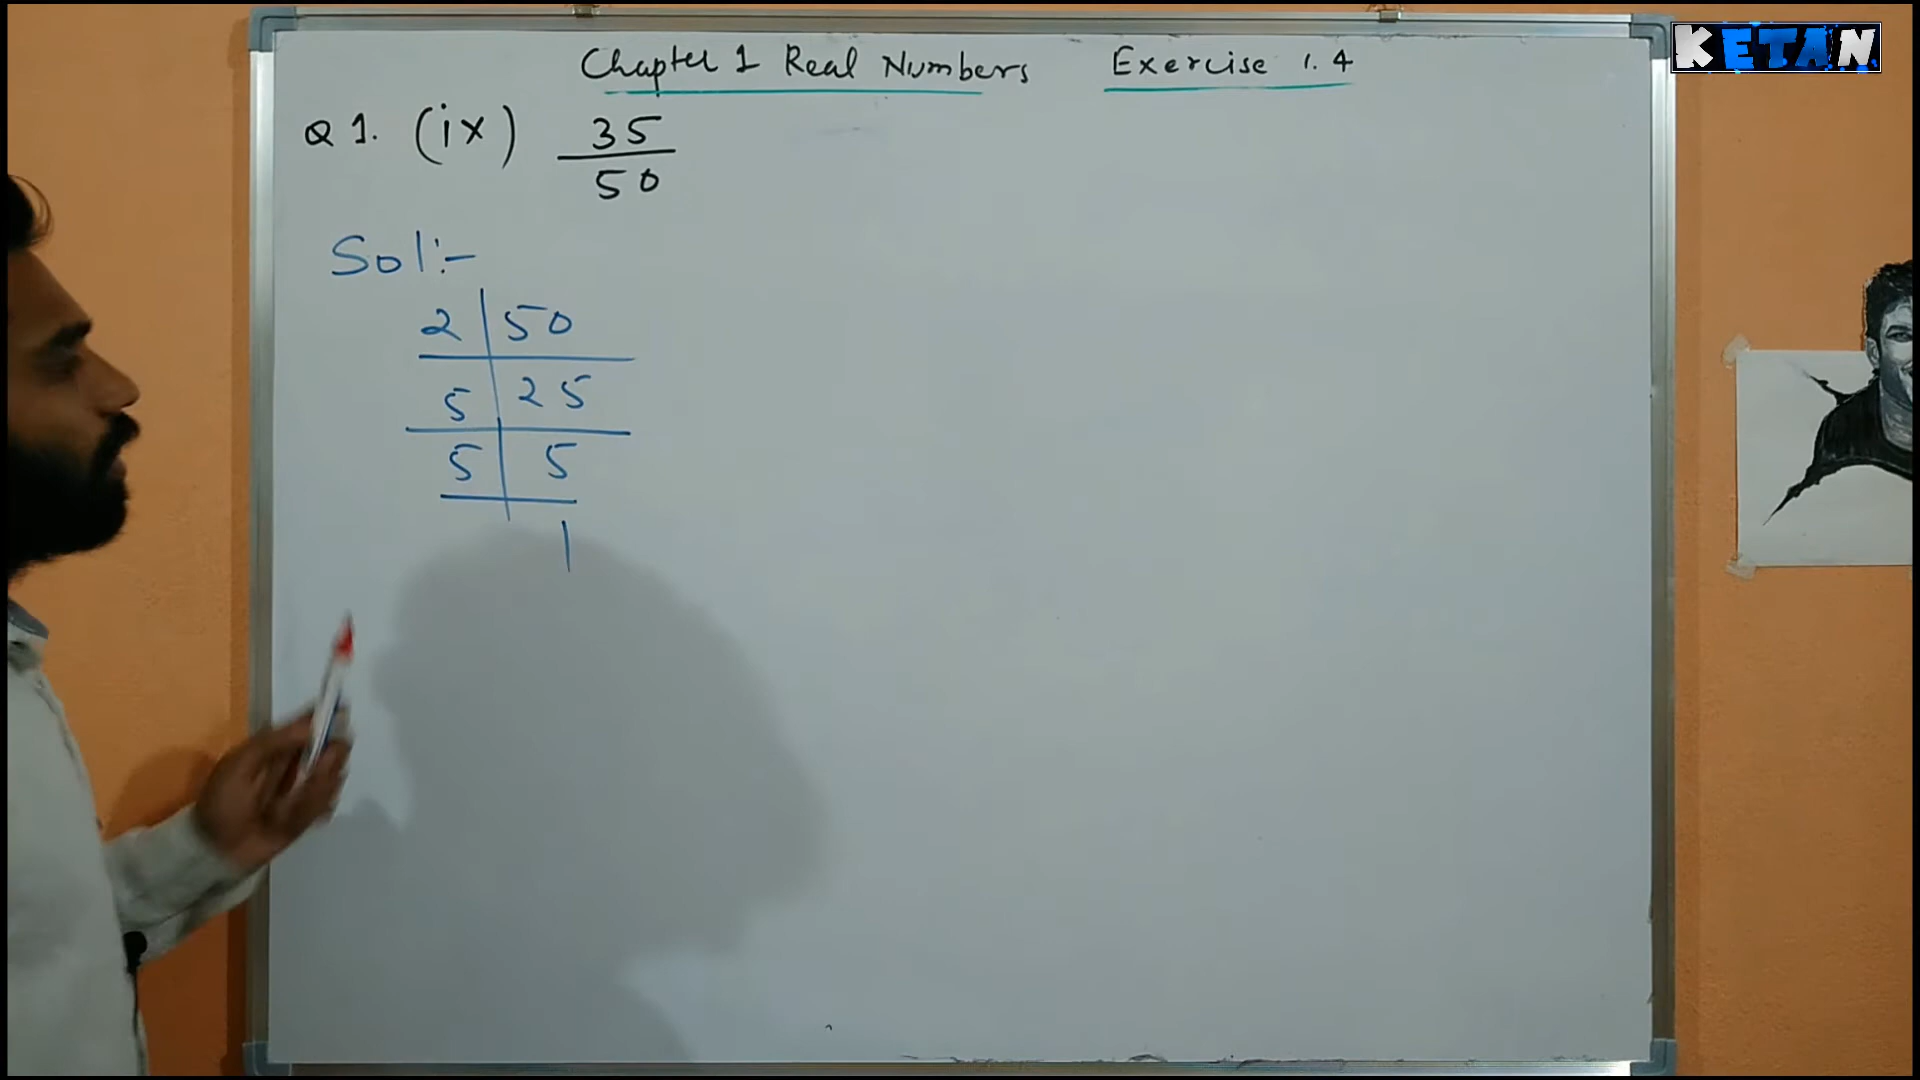 KETAN
Chapter 1 Real Numbers Exercise 1.4
Q 1. (ix) 35
50
Sol:-
2 50
5 25
5 5
1